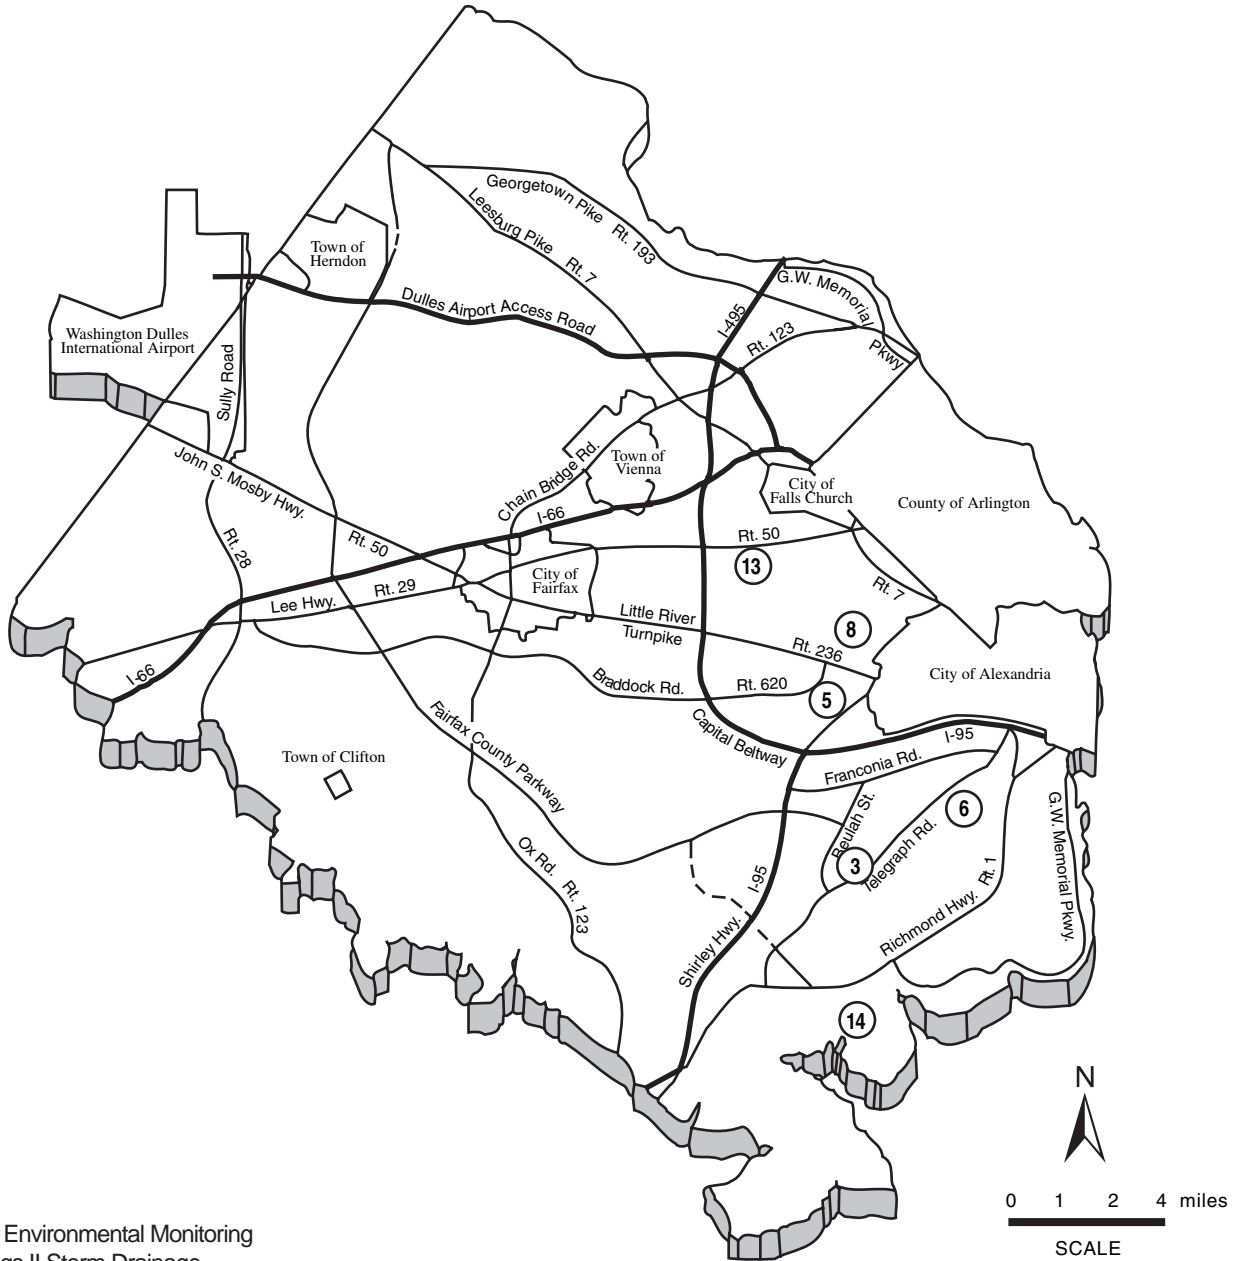 Georgetown Pike Rt. 193
Leesburg Pike Rt. 7
Town of
Herndon
G.W. Memorial
Pkwy
Dulles Airport Access Road
I-495
Rt. 123
Washington Dulles
International Airport
Sully Road
John S. Mosby Hwy.
Rt. 50
Chain Bridge Rd.
Town of
Vienna
City of
Falls Church
County of Arlington
I-66
Rt. 28
Rt. 50
13
City of
Fairfax
Rt. 7
Lee Hwy. Rt. 29
Little River
Turnpike
8
Rt. 236
City of Alexandria
I-66
Braddock Rd. Rt. 620
5
Capital Beltway
I-95
Fairfax County Parkway
Town of Clifton
Franconia Rd.
Beulah St.
6
Telegraph Rd.
3
G.W. Memorial Pkwy.
Ox Rd. Rt. 123
I-95
Rt. 1
Richmond Hwy.
Shirley Hwy.
14
N
0 1 2 4 miles
SCALE
Environmental Monitoring
II Storm Drainage